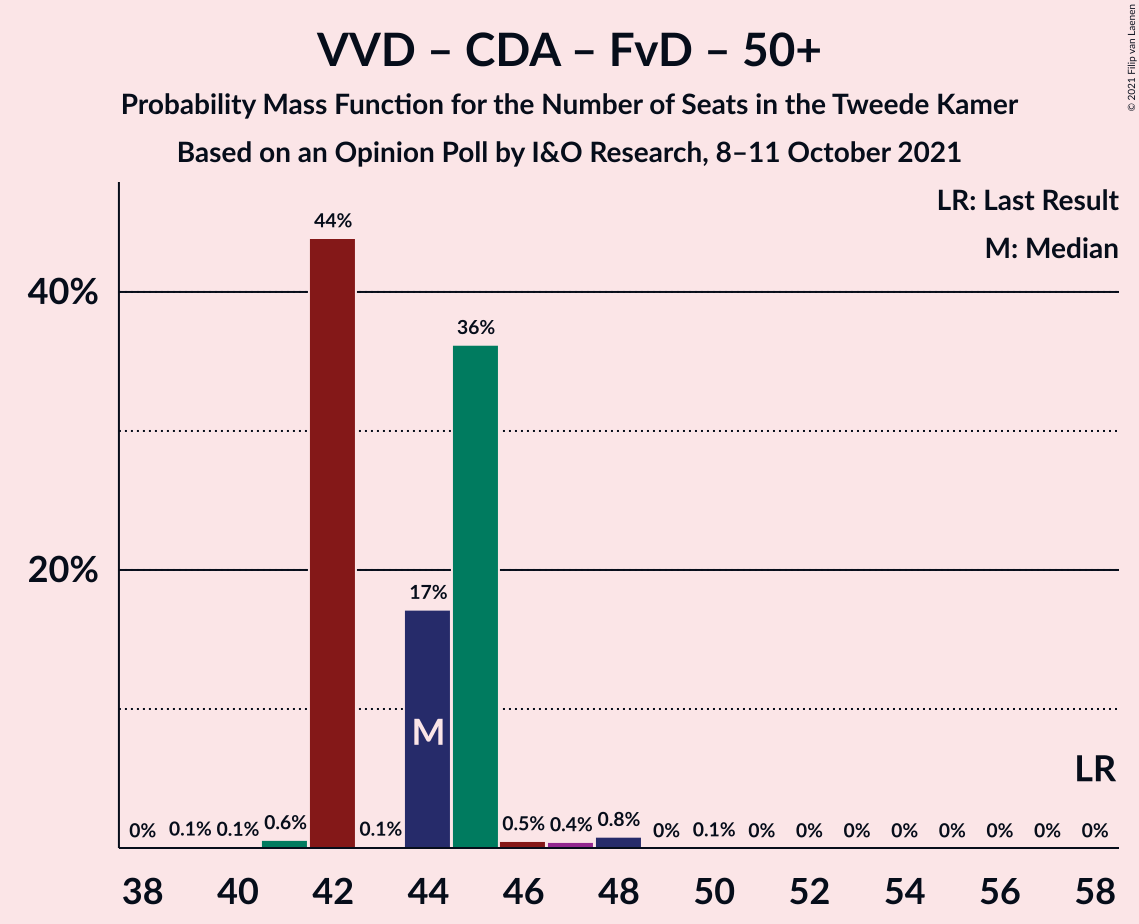 VVD – CDA – FvD – 50+
Probability Mass Function for the Number of Seats in the Tweede Kamer
Based on an Opinion Poll by I&O Research, 8–11 October 2021
© 2021 Filip van Laenen
LR: Last Result
M: Median
40%
20%
0% 0.1% 0.1% 0.6% 44% 0.1% 17% 36% 0.5% 0.4% 0.8% 0% 0.1% 0% 0% 0% 0% 0% 0% 0% 0%
M
LR
38 40 42 44 46 48 50 52 54 56 58